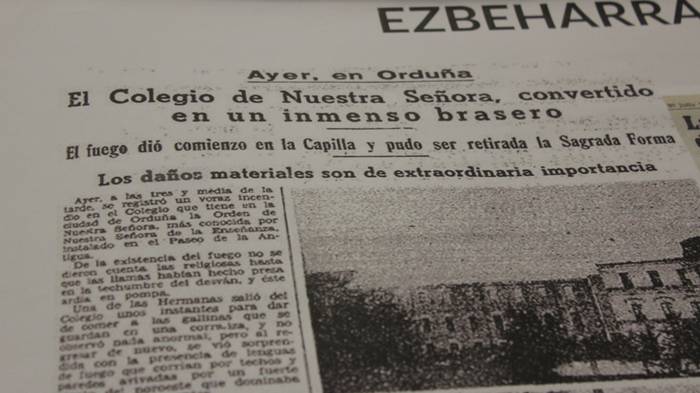 EZBEHARRA
Ayer, en Orduña
El Colegio de Nuestra Señora, convertido
en un inmenso brasero
El fuego dió comienzo en la Capilla y pudo ser retirada la Sagrada Forma
Los daños materiales son de extraordinaria importancia
Ayer, a las tres y media de la
tarde, se registró un voraz incen-
dio en el Colegio que tiene en la
ciudad de Orduña la Orden de
Nuestra Señora, más conocida por
Nuestra Señora de la Enseñanza,
instalado en el Paseo de la An-
tigua.
De la existencia del fuego no se
dieron cuenta las religiosas hasta
que las llamas habían hecho presa
en la techumbre del desván, y éste
ardía en pompa.
Una de las Hermanas salió del
Colegio unos instantes para dar
de comer a las gallinas que se
guardan en una corraliza, y no
observó nada anormal, pero al re-
gresar de nuevo, se vió sorpren-
dida con la presencia de lenguas
de fuego que corrían por techos y
paredes avivadas por un fuerte
del noroeste que dominaba